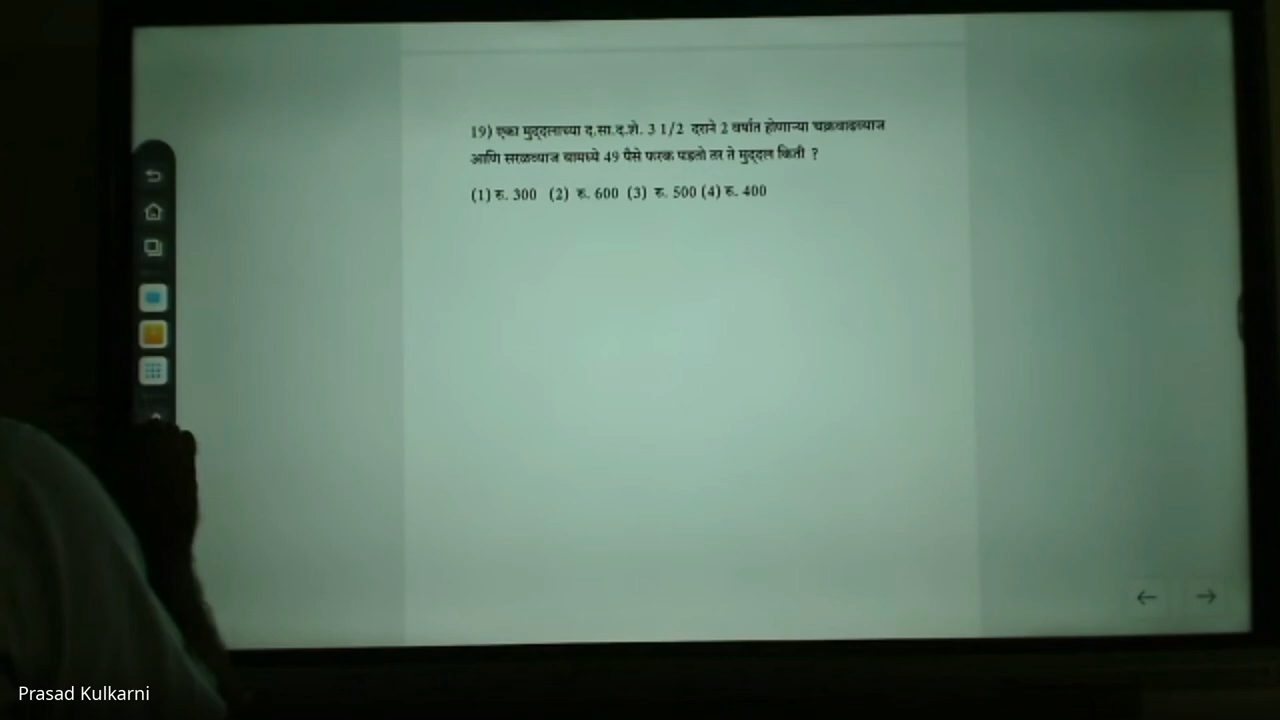 19) एका मुद्दलाच्या द.सा.द.शे. 3 1/2 दराने 2 वर्षात होणाऱ्या चक्रवाढव्याज
आणि सरळव्याज यामध्ये 49 पैसे फरक पडतो तर ते मुद्दल किती ?
(1) रु. 300 (2) रु. 600 (3) रु. 500 (4) रु. 400
Prasad Kulkarni